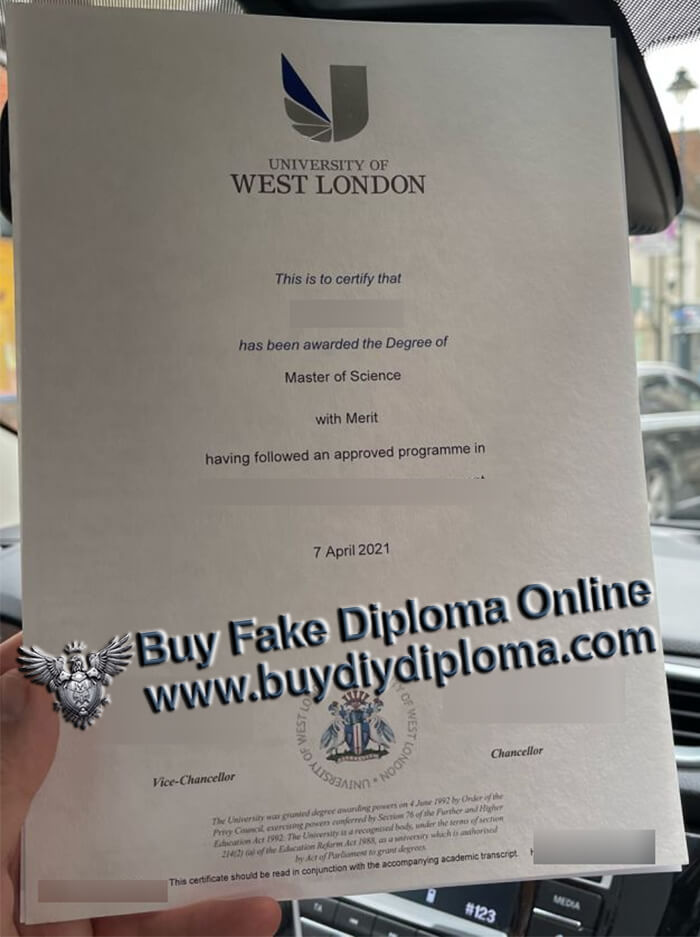 UNIVERSITY OF
WEST LONDON
This is to certify that
has been awarded the Degree of
Master of Science
with Merit
having followed an approved programme in
7 April 2021
Buy Fake Diploma Online
www.buydiydiploma.com
UNIVERSITY OF WEST LONDON
Chancellor
Vice-Chancellor
The University was granted degree awarding powers on 4 June 1992 by Order of the
Privy Council, exercising powers conferred by Section 76 of the Further and Higher
Education Act 1992. The University is a recognised body, under the terms of section
214(2) (a) of the Education Reform Act 1988, as a university which is authorised
by Act of Parliament to grant degrees.
This certificate should be read in conjunction with the accompanying academic transcript.
#123
MEDIA